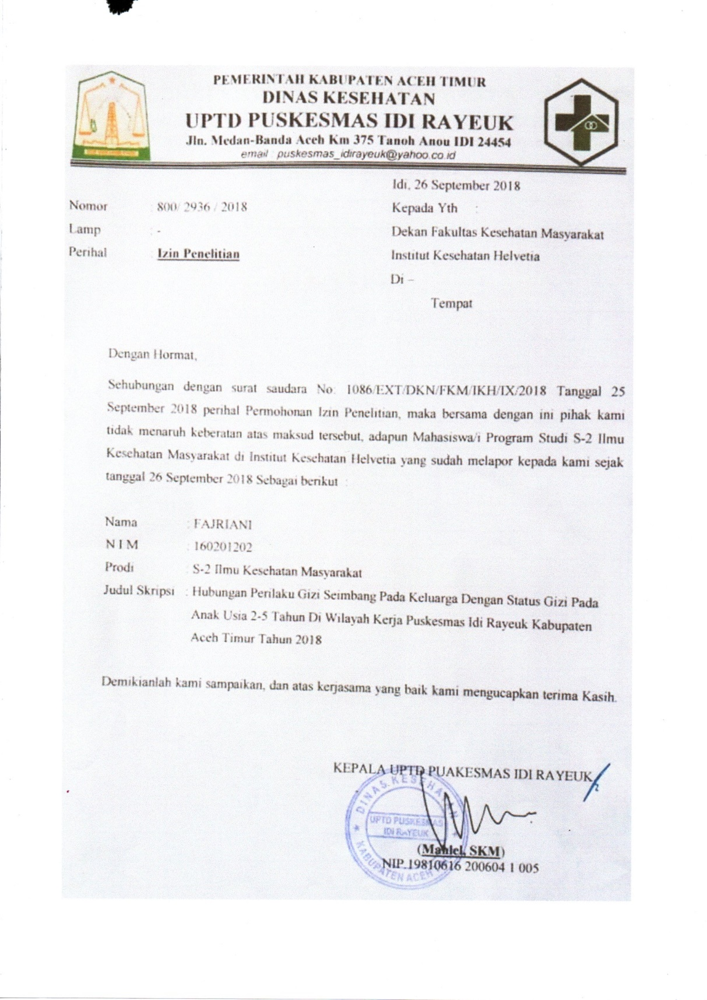 PEMERINTAH KABUPATEN ACEH TIMUR
DINAS KESEHATAN
UPTD PUSKESMAS IDI RAYEUK
Jln. Medan-Banda Aceh Km 375 Tanoh Anou IDI 24454
email : puskesmas_idirayeuk@yahoo.co.id
Idi, 26 September 2018
Nomor : 800/ 2936 / 2018
Kepada Yth :
Lamp : -
Dekan Fakultas Kesehatan Masyarakat
Perihal : Izin Penelitian
Institut Kesehatan Helvetia
Di –
Tempat
Dengan Hormat,
Sehubungan dengan surat saudara No: 1086/EXT/DKN/FKM/IKH/IX/2018 Tanggal 25
September 2018 perihal Permohonan Izin Penelitian, maka bersama dengan ini pihak kami
tidak menaruh keberatan atas maksud tersebut, adapun Mahasiswa/i Program Studi S-2 Ilmu
Kesehatan Masyarakat di Institut Kesehatan Helvetia yang sudah melapor kepada kami sejak
tanggal 26 September 2018 Sebagai berikut :
Nama : FAJRIANI
N I M : 160201202
Prodi : S-2 Ilmu Kesehatan Masyarakat
Judul Skripsi : Hubungan Perilaku Gizi Seimbang Pada Keluarga Dengan Status Gizi Pada
Anak Usia 2-5 Tahun Di Wilayah Kerja Puskesmas Idi Rayeuk Kabupaten
Aceh Timur Tahun 2018
Demikianlah kami sampaikan, dan atas kerjasama yang baik kami mengucapkan terima Kasih.
KEPALA UPTD PUAKESMAS IDI RAYEUK
DINAS KESEHATAN
UPTD PUSKESMAS
IDI RAYEUK
KABUPATEN ACEH
SKM)
NIP.19810616 200604 1 005